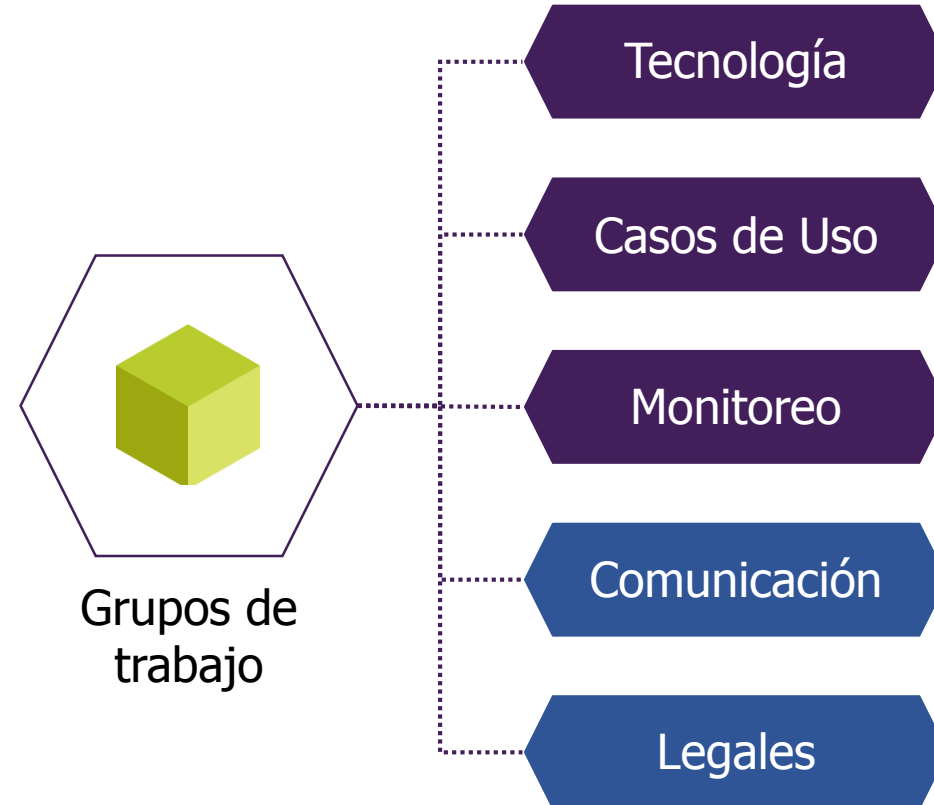 Tecnología
Casos de Uso
Monitoreo
Comunicación
Legales
Grupos de
trabajo